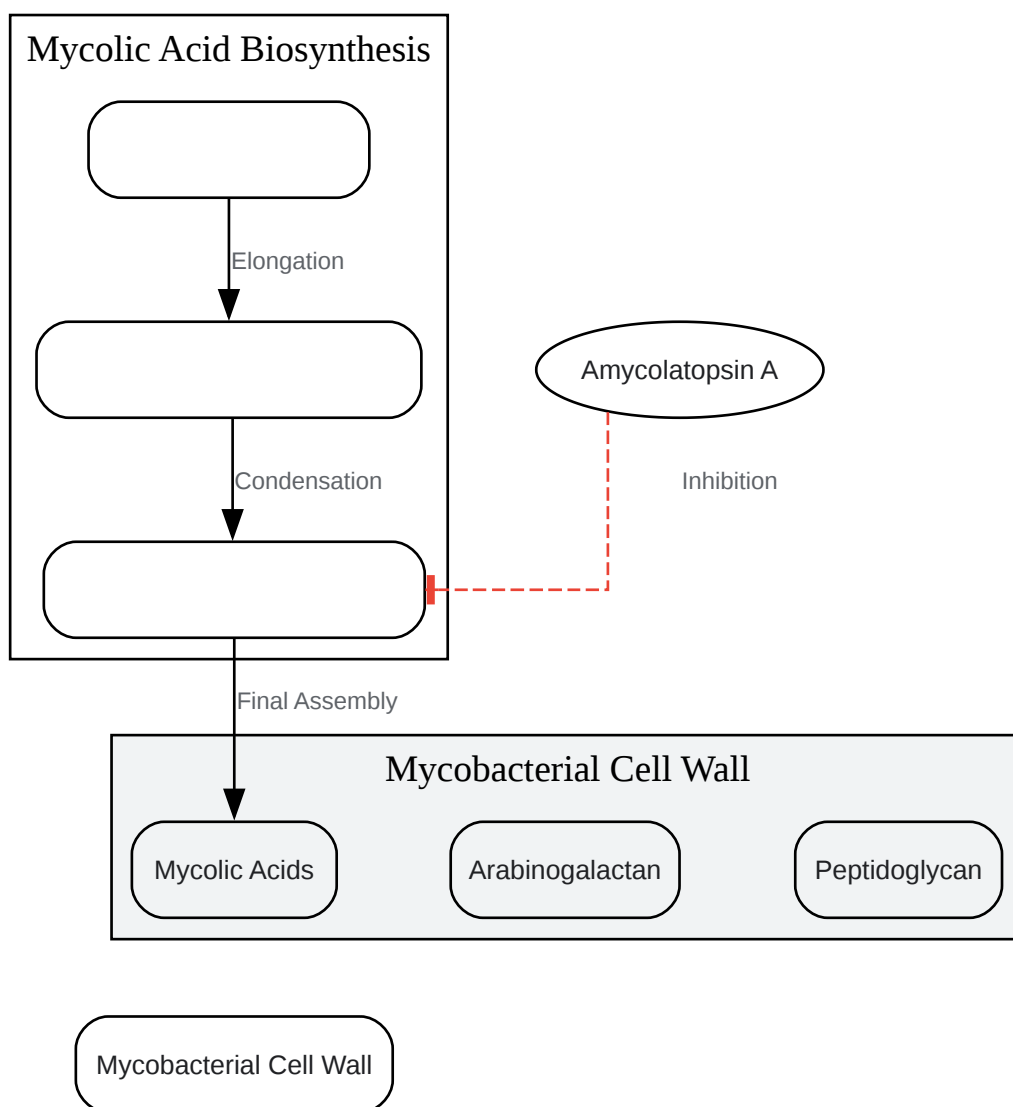 Mycolic Acid Biosynthesis
Elongation
Amycolatopsin A
Condensation
Inhibition
Final Assembly
Mycobacterial Cell Wall
Mycolic Acids
Arabinogalactan
Peptidoglycan
Mycobacterial Cell Wall